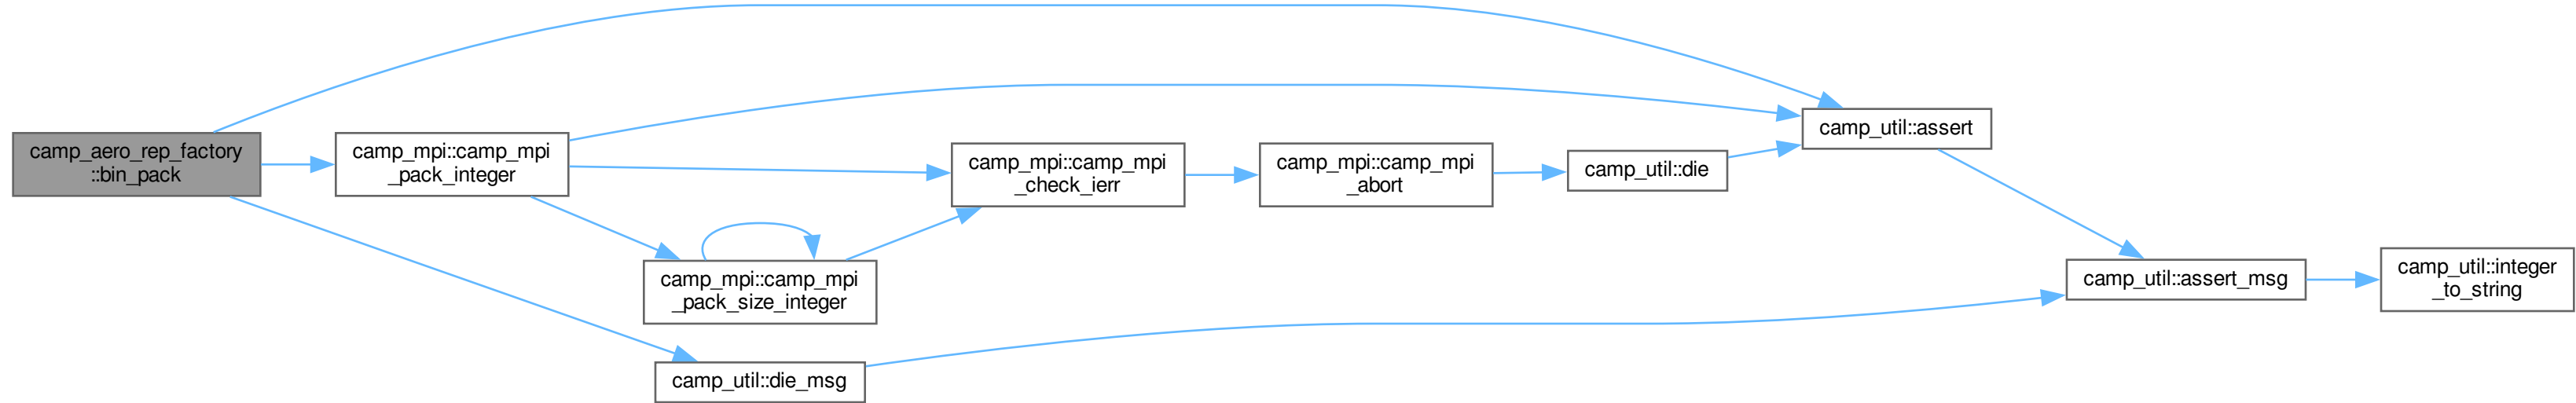 camp_aero_rep_factory
::bin_pack
camp_mpi::camp_mpi
_pack_integer
camp_mpi::camp_mpi
_pack_size_integer
camp_util::die_msg
camp_mpi::camp_mpi
_check_ierr
camp_mpi::camp_mpi
_abort
camp_util::die
camp_util::assert
camp_util::assert_msg
camp_util::integer
_to_string